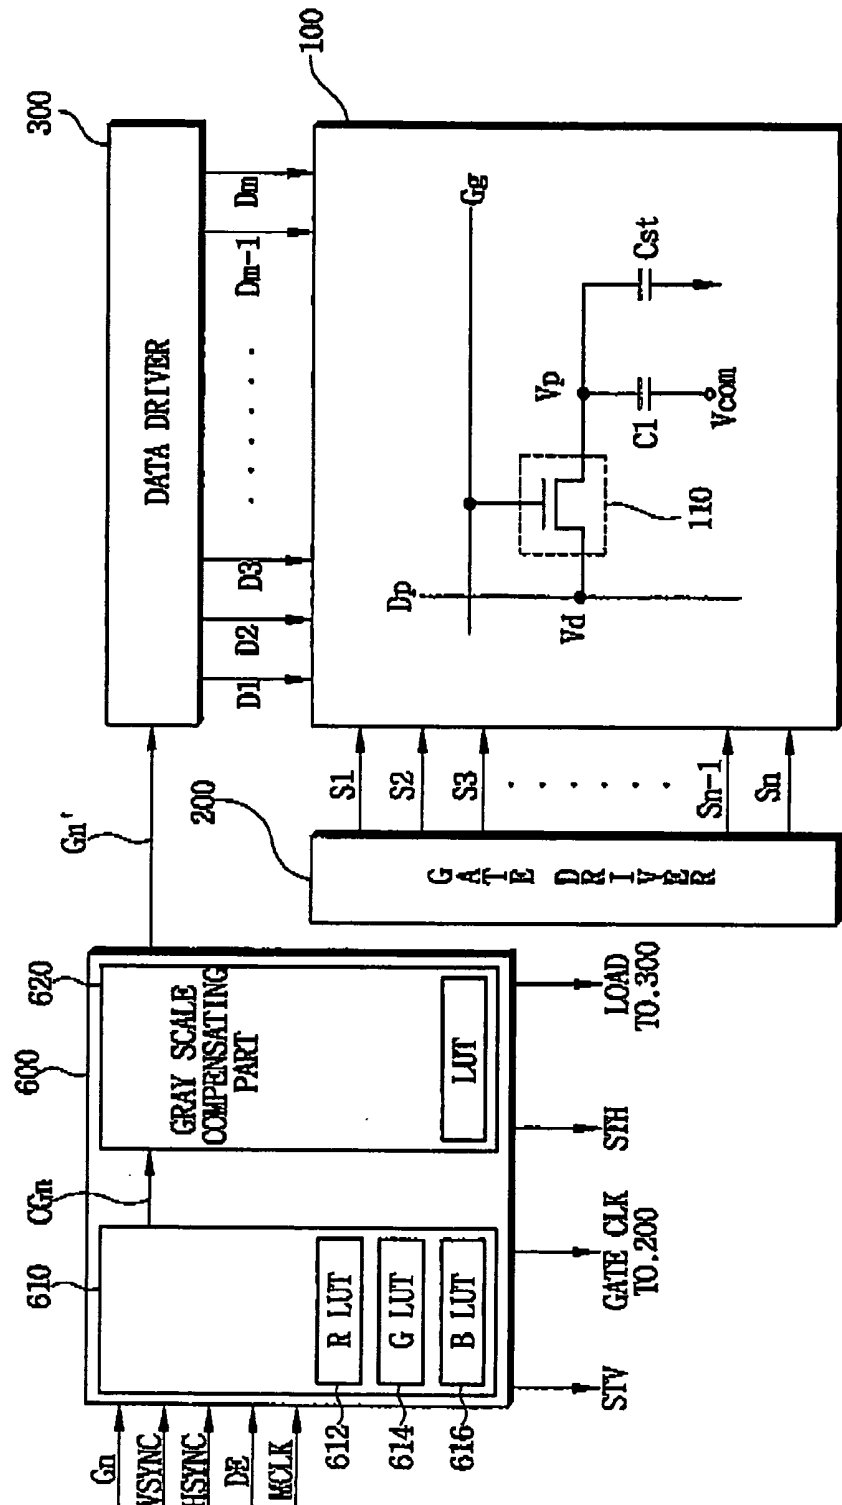 Gn
VSYNC
HSYNC
DE
MCLK
610
CGn
600
620
R LUT
G LUT
B LUT
612
614
616
GRAY SCALE
COMPENSATING
PART
LUT
STV
GATE CLK
TO.200
STH
LOAD
TO.300
Gn'
300
DATA DRIVER
D1
D2
D3
Dm-1
Dm
200
GATE DRIVER
S1
S2
S3
Sn-1
Sn
100
Dp
Gg
Vd
110
Vp
C1
Vcom
Cst